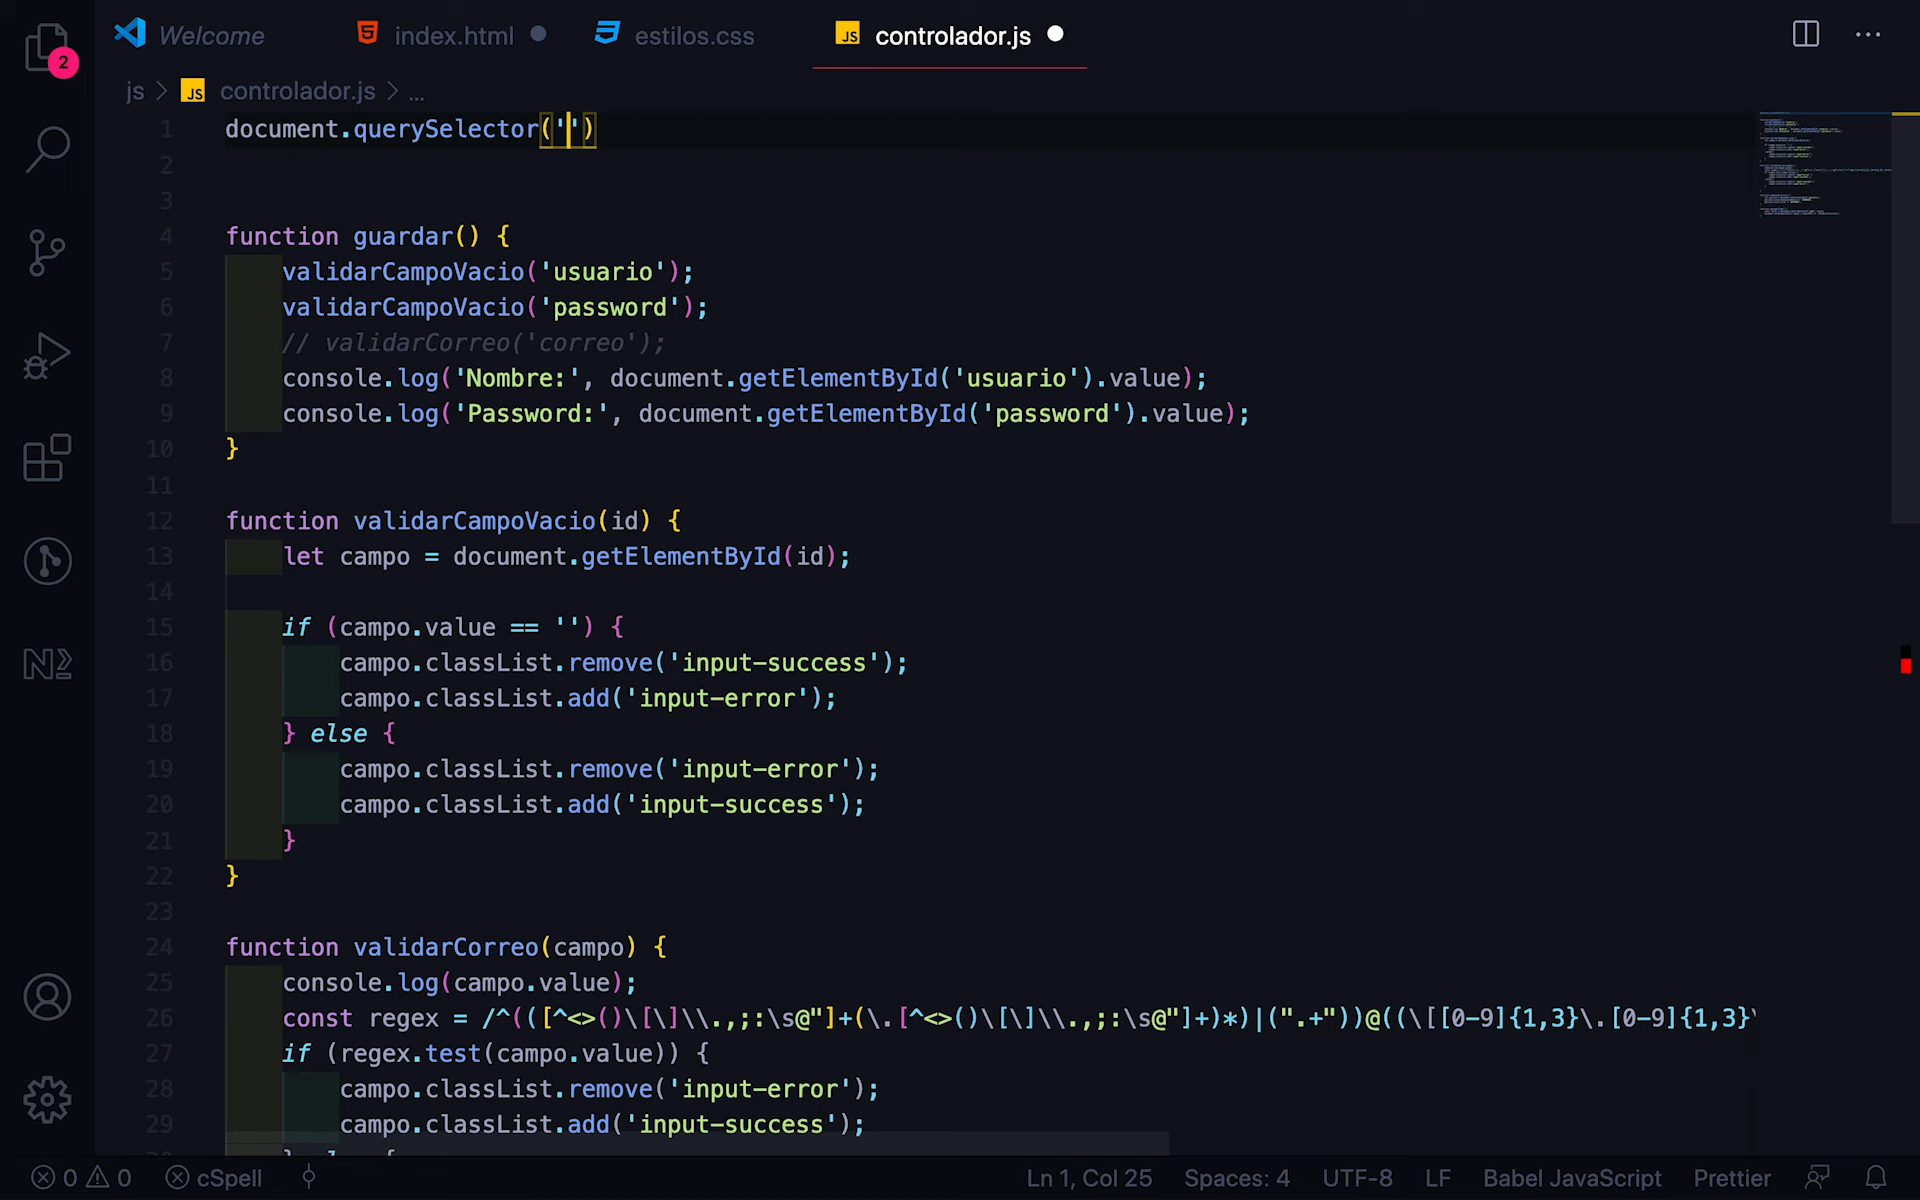 Welcome index.html estilos.css JS controlador.js
2
js > JS controlador.js > ...
1 document.querySelector('')
2
3
4 function guardar() {
5 validarCampoVacio('usuario');
6 validarCampoVacio('password');
7 // validarCorreo('correo');
8 console.log('Nombre:', document.getElementById('usuario').value);
9 console.log('Password:', document.getElementById('password').value);
10 }
11
12 function validarCampoVacio(id) {
13 let campo = document.getElementById(id);
14
15 if (campo.value == '') {
16 campo.classList.remove('input-success');
17 campo.classList.add('input-error');
18 } else {
19 campo.classList.remove('input-error');
20 campo.classList.add('input-success');
21 }
22 }
23
24 function validarCorreo(campo) {
25 console.log(campo.value);
26 const regex = /^(([^<>()\[\]\\.,;:\s@"]+(\.[^<>()\[\]\\.,;:\s@"]+)*)|(".+"))@((\[[0-9]{1,3}\.[0-9]{1,3}\
27 if (regex.test(campo.value)) {
28 campo.classList.remove('input-error');
29 campo.classList.add('input-success');
0 0 cSpell Ln 1, Col 25 Spaces: 4 UTF-8 LF Babel JavaScript Prettier